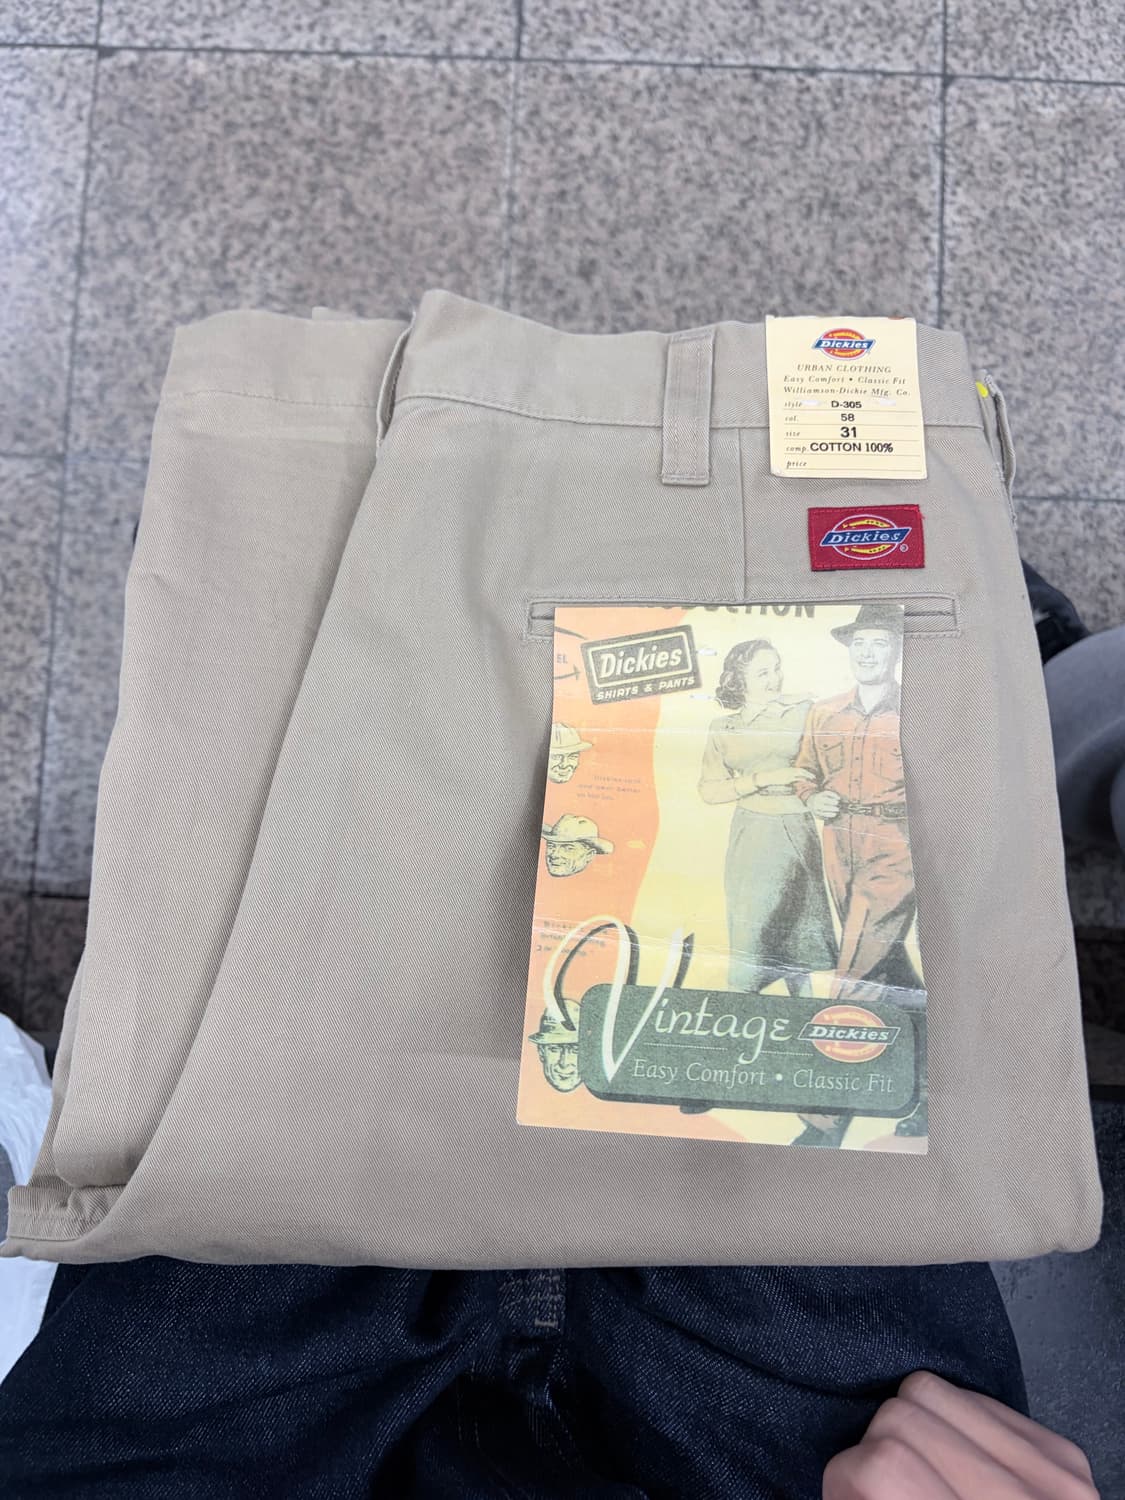 Dickies
URBAN CLOTHING
Easy Comfort • Classic Fit
Williamson-Dickie Mfg. Co.
style D-305
col. 58
size 31
comp. COTTON 100%
price
Dickies ®
EL
Dickies
SHIRTS & PANTS
Vintage Dickies
Easy Comfort • Classic Fit